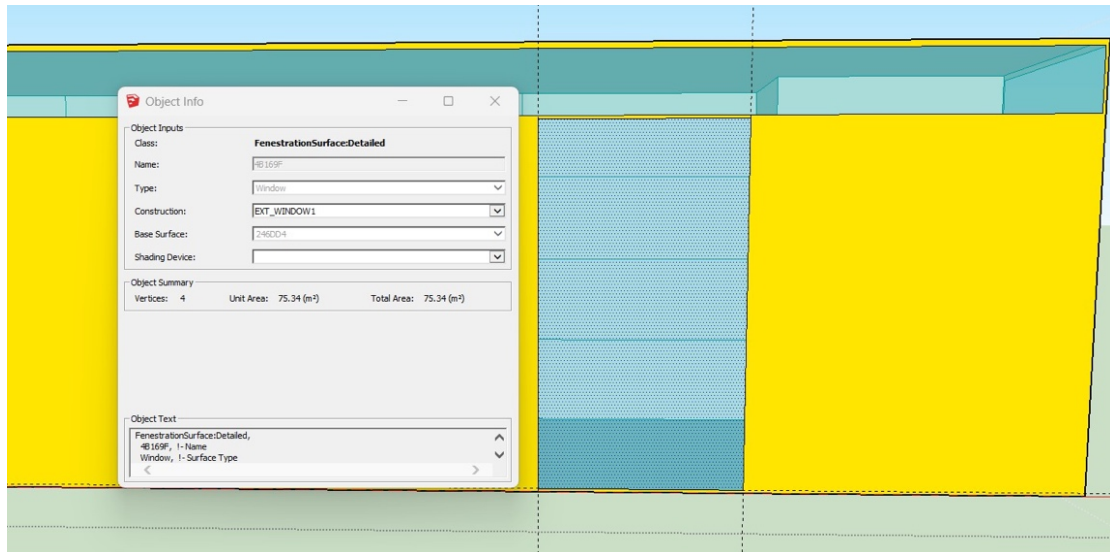 Object Info
Object Inputs
Class: FenestrationSurface:Detailed
Name: 4B169F
Type: Window
Construction: EXT_WINDOW1
Base Surface: 246DD4
Shading Device:
Object Summary
Vertices: 4 Unit Area: 75.34 (m²) Total Area: 75.34 (m²)
Object Text
FenestrationSurface:Detailed,
4B169F, !- Name
Window, !- Surface Type